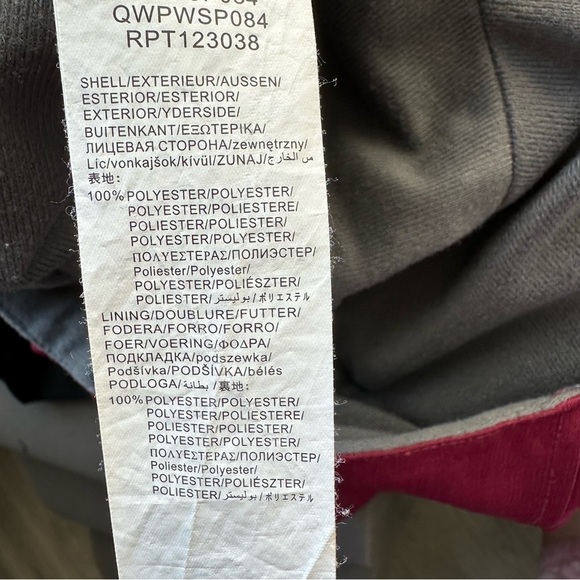 QWPWSP084
RPT123038
SHELL/EXTERIEUR/AUSSEN/
ESTERIOR/ESTERIOR/
EXTERIOR/YDERSIDE/
BUITENKANT/ΕΞΩΤΕΡΙΚΑ/
ЛИЦЕВАЯ СТОРОНА/zewnętrzny/
Líc/vonkajšok/kívül/ZUNAJ/من الخارج/
表地:
100% POLYESTER/POLYESTER/
POLYESTER/POLIESTERE/
POLIESTER/POLIESTER/
POLYESTER/POLYESTER/
ΠΟΛΥΕΣΤΕΡΑΣ/ПОЛИЭСТЕР/
Poliester/Polyester/
POLYESTER/POLIÉSZTER/
POLIESTER/بوليستر/ポリエステル
LINING/DOUBLURE/FUTTER/
FODERA/FORRO/FORRO/
FOER/VOERING/ΦΟΔΡΑ/
ПОДКЛАДКА/podszewka/
Podšívka/PODŠÍVKA/bélés
PODLOGA/بطانة/裏地:
100% POLYESTER/POLYESTER/
POLYESTER/POLIESTERE/
POLIESTER/POLIESTER/
POLYESTER/POLYESTER/
ΠΟΛΥΕΣΤΕΡΑΣ/ПОЛИЭСТЕР/
Poliester/Polyester/
POLYESTER/POLIÉSZTER/
POLIESTER/بوليستر/ポリエステル